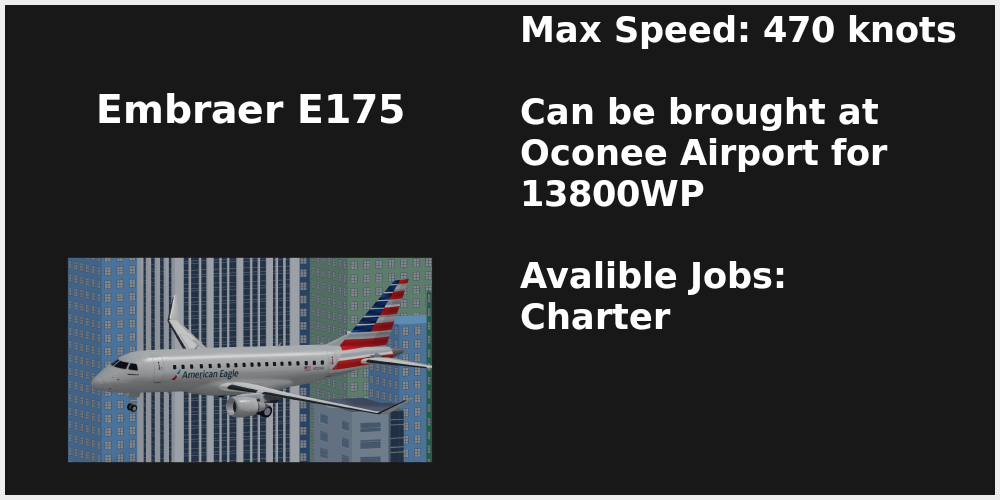 Embraer E175
American Eagle
Max Speed: 470 knots
Can be brought at
Oconee Airport for
13800WP
Avalible Jobs:
Charter